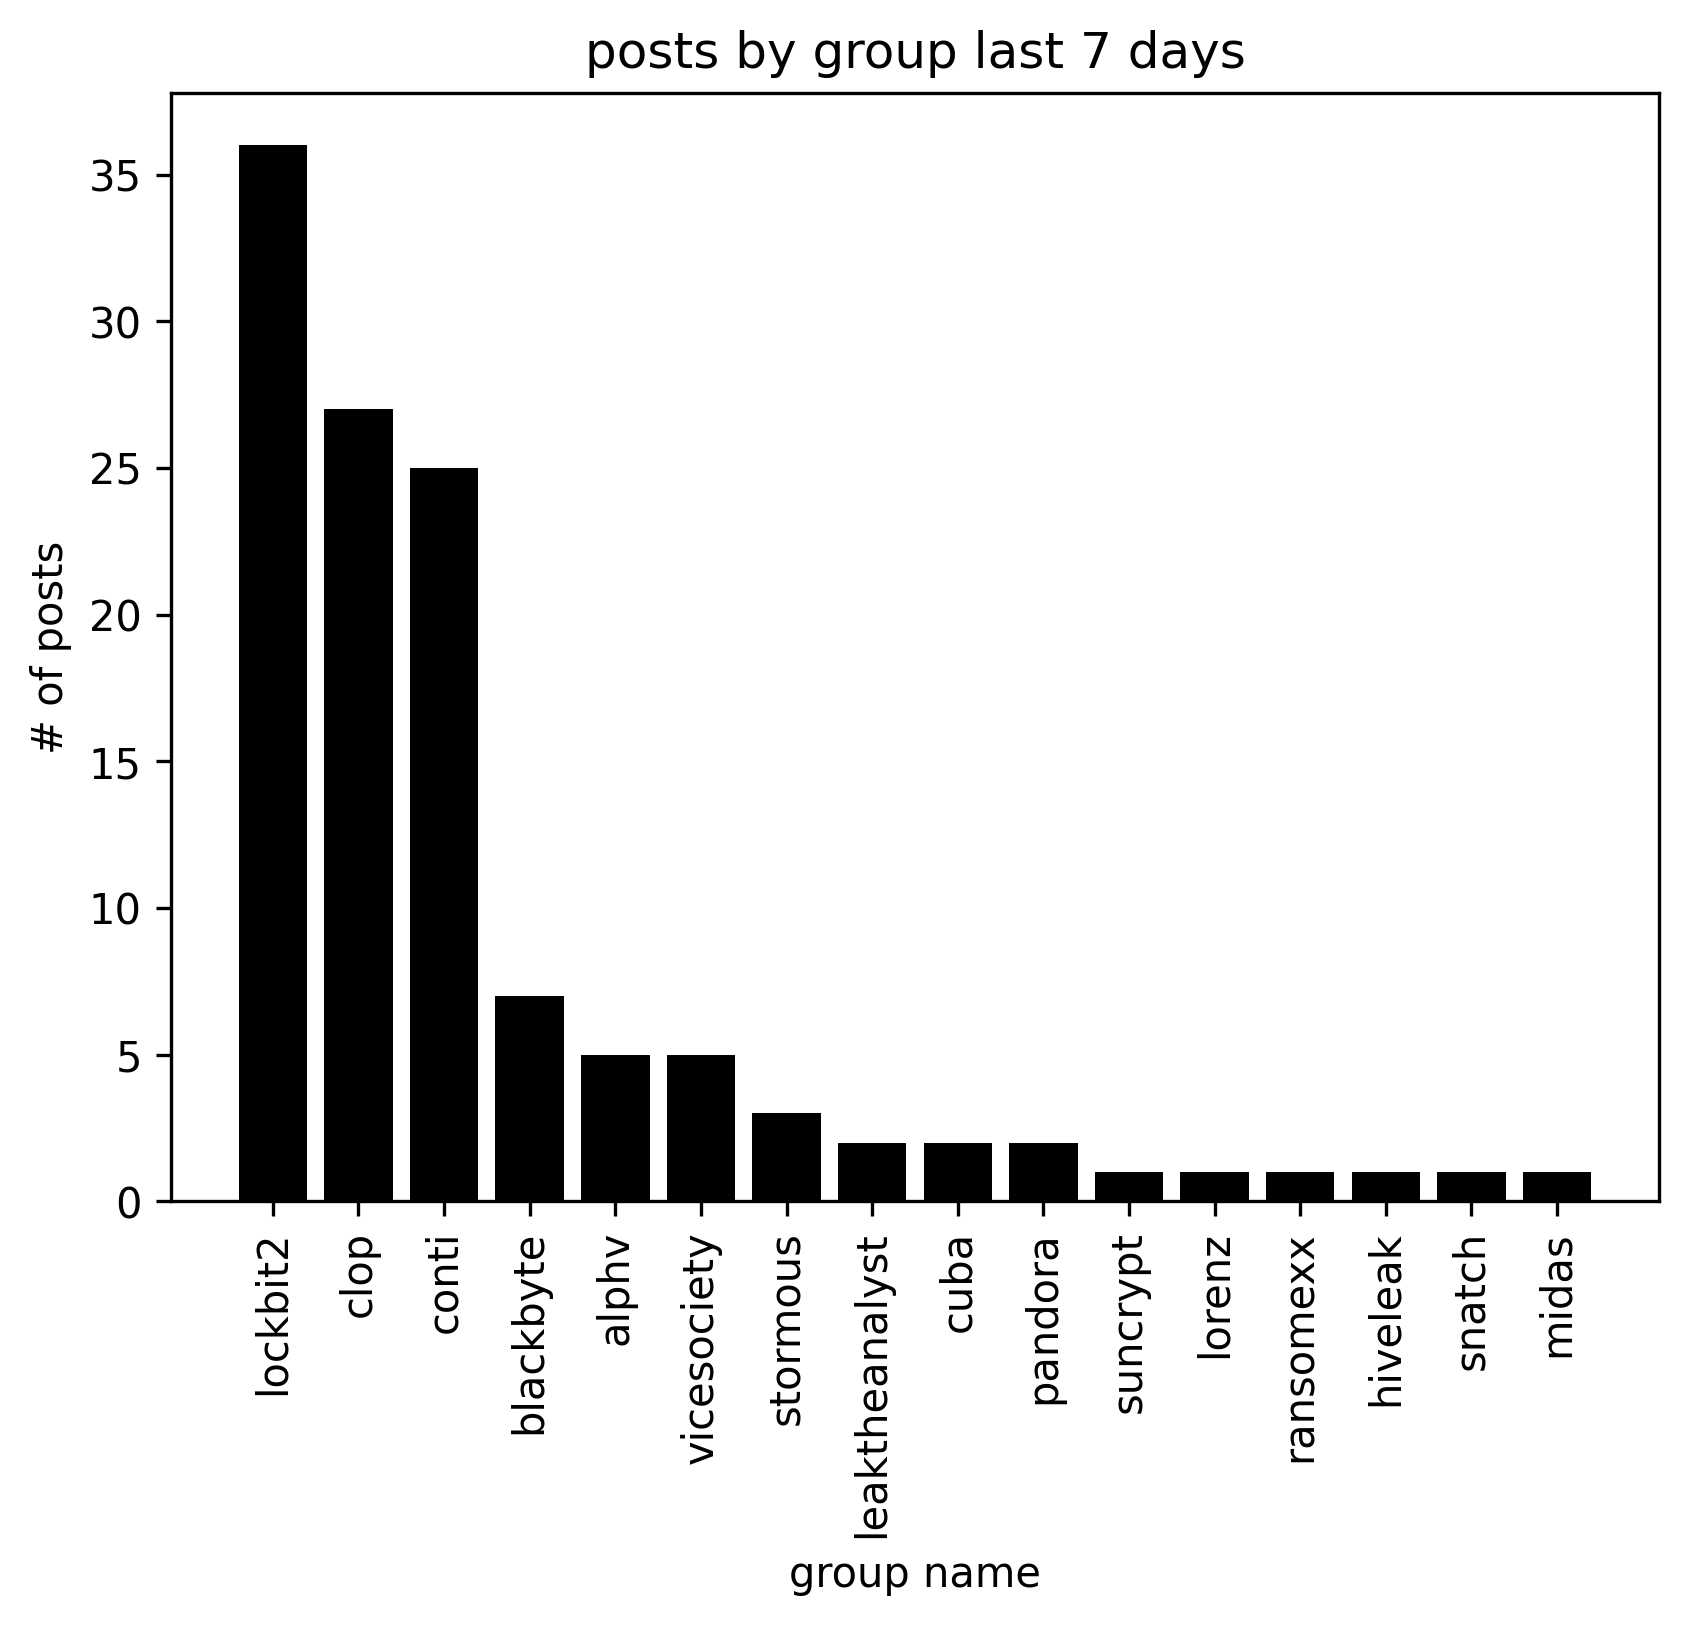 posts by group last 7 days
# of posts
35
30
25
20
15
10
5
0
lockbit2
clop
conti
blackbyte
alphv
vicesociety
stormous
leaktheanalyst
cuba
pandora
suncrypt
lorenz
ransomexx
hiveleak
snatch
midas
group name